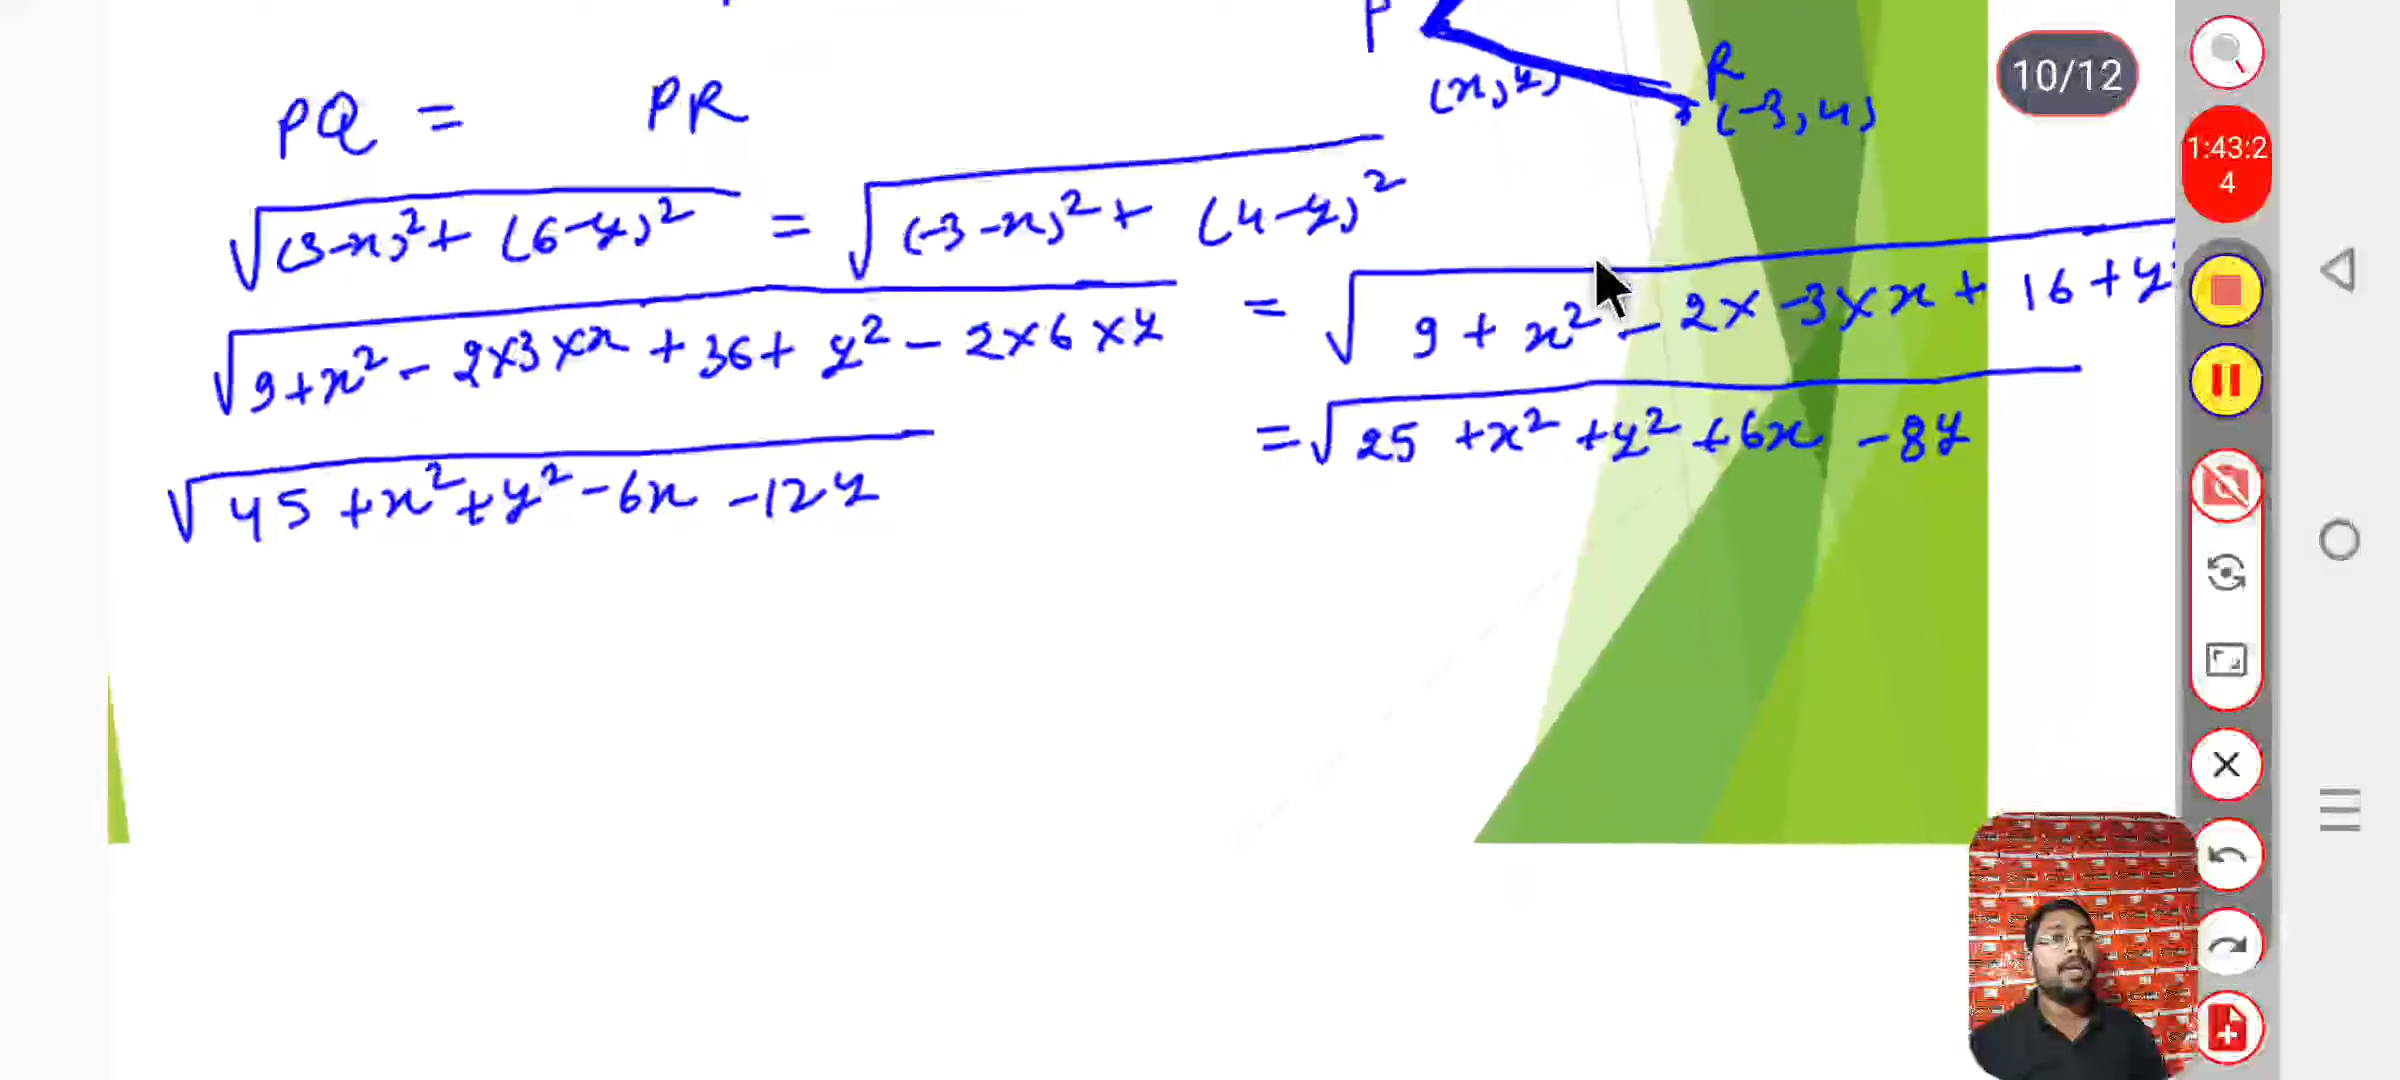 P
(x,y)
R
(-3,4)
10/12
1:43:2
4
PQ = PR
√(3-x)²+(6-y)² = √(-3-x)²+(4-y)²
√9+x²-2×3×x+36+y²-2×6×y = √9+x²-2×-3×x+16+y
√45+x²+y²-6x-12y = √25+x²+y²+6x-8y